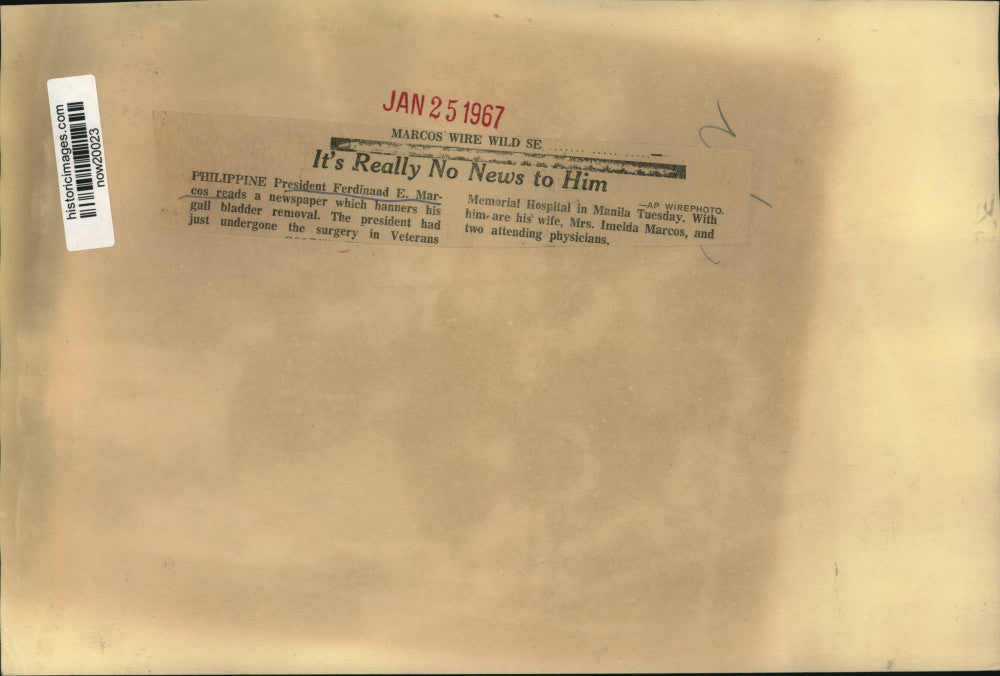 historicimages.com
now20023
JAN 25 1967
MARCOS WIRE WILD SE
It's Really No News to Him
PHILIPPINE President Ferdinand E. Mar-
cos reads a newspaper which banners his
gall bladder removal. The president had
just undergone the surgery in Veterans
—AP WIREPHOTO.
Memorial Hospital in Manila Tuesday. With
him are his wife, Mrs. Imelda Marcos, and
two attending physicians.